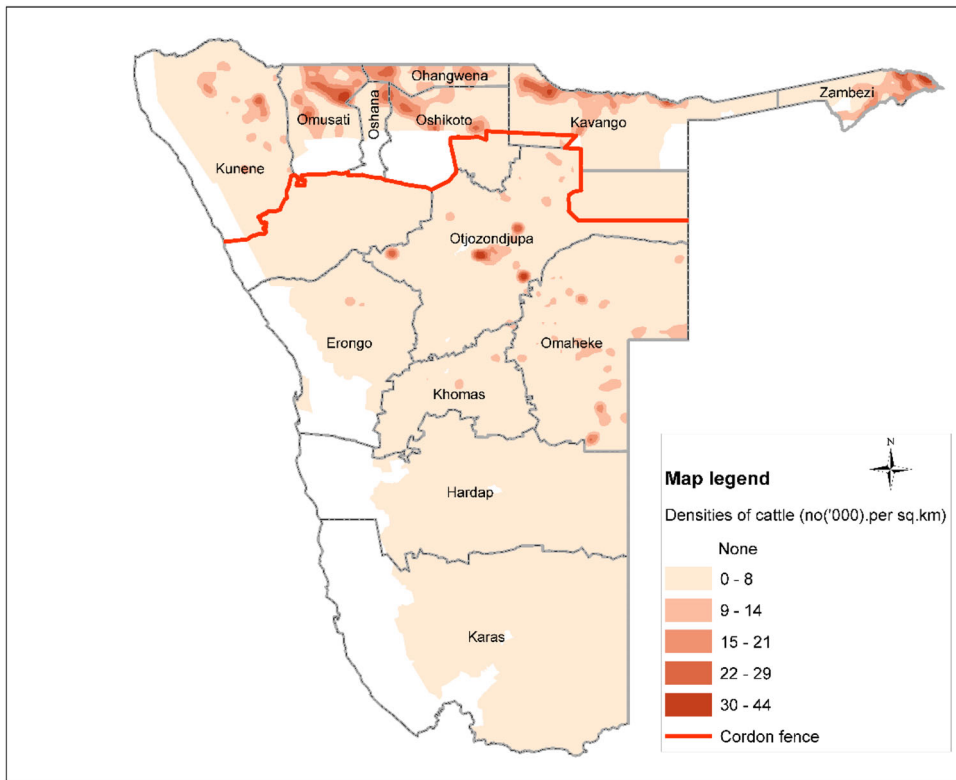 Ohangwena
Zambezi
Omusati
Oshana
Oshikoto
Kavango
Kunene
Otjozondjupa
Erongo
Omaheke
Khomas
Hardap
Karas
N
Map legend
Densities of cattle (no('000).per sq.km)
None
0 - 8
9 - 14
15 - 21
22 - 29
30 - 44
Cordon fence